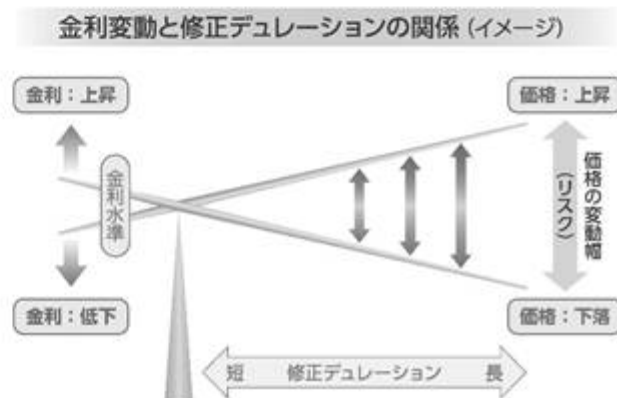 金利変動と修正デュレーションの関係(イメージ)
金利：上昇
価格：上昇
金利水準
価格の変動幅
(リスク)
金利：低下
価格：下落
短 修正デュレーション 長